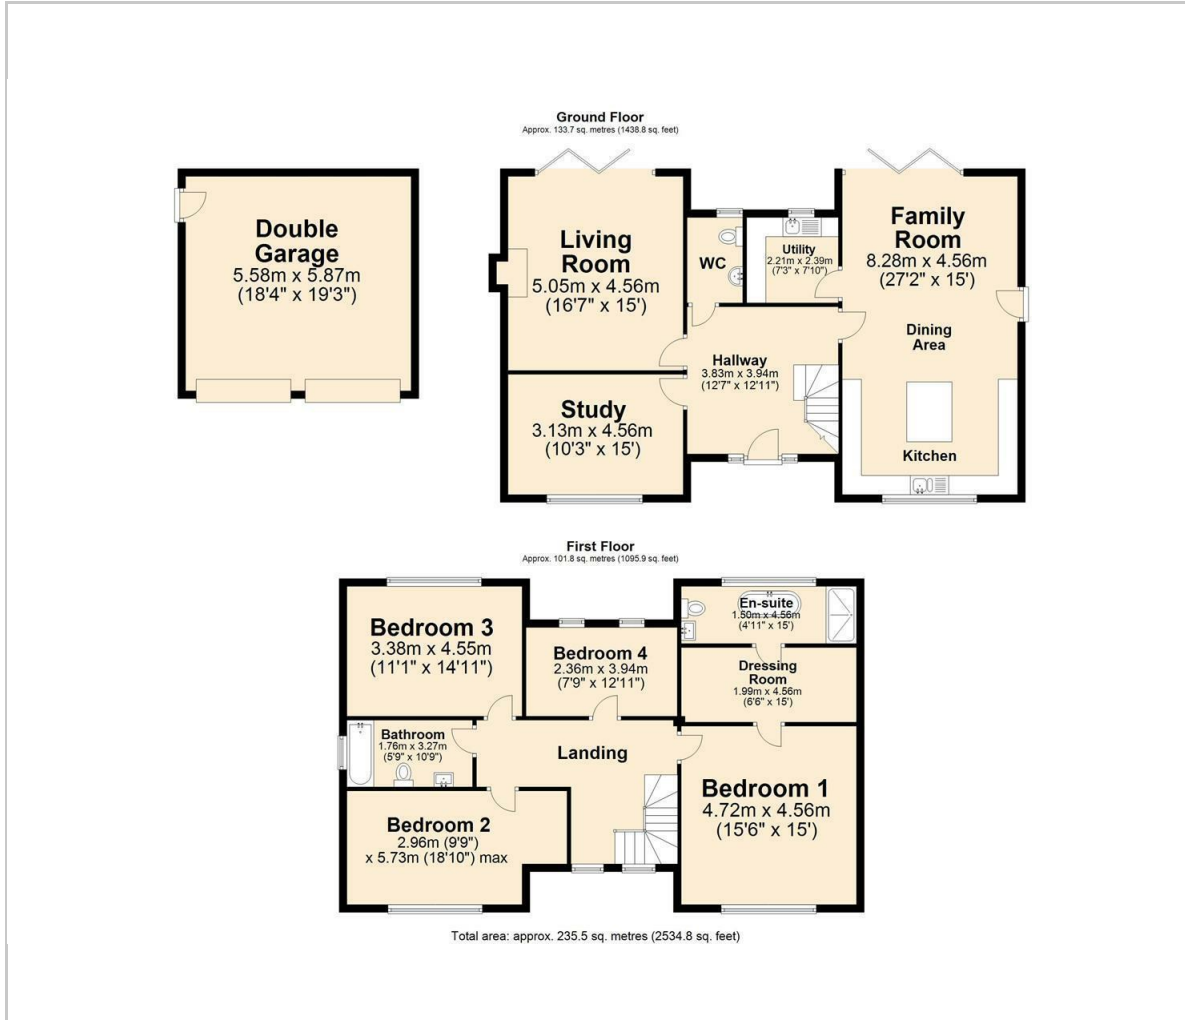 Ground Floor
Approx. 133.7 sq. metres (1438.8 sq. feet)
Double
Garage
5.58m x 5.87m
(18'4" x 19'3")
Living
Room
5.05m x 4.56m
(16'7" x 15')
WC
Utility
2.21m x 2.39m
(7'3" x 7'10")
Family
Room
8.28m x 4.56m
(27'2" x 15')
Dining
Area
Hallway
3.83m x 3.94m
(12'7" x 12'11")
Study
3.13m x 4.56m
(10'3" x 15')
Kitchen
First Floor
Approx. 101.8 sq. metres (1095.9 sq. feet)
Bedroom 3
3.38m x 4.55m
(11'1" x 14'11")
Bedroom 4
2.36m x 3.94m
(7'9" x 12'11")
En-suite
1.50m x 4.56m
(4'11" x 15')
Dressing
Room
1.99m x 4.56m
(6'6" x 15')
Bathroom
1.76m x 3.27m
(5'9" x 10'9")
Landing
Bedroom 1
4.72m x 4.56m
(15'6" x 15')
Bedroom 2
2.96m (9'9")
x 5.73m (18'10") max
Total area: approx. 235.5 sq. metres (2534.8 sq. feet)